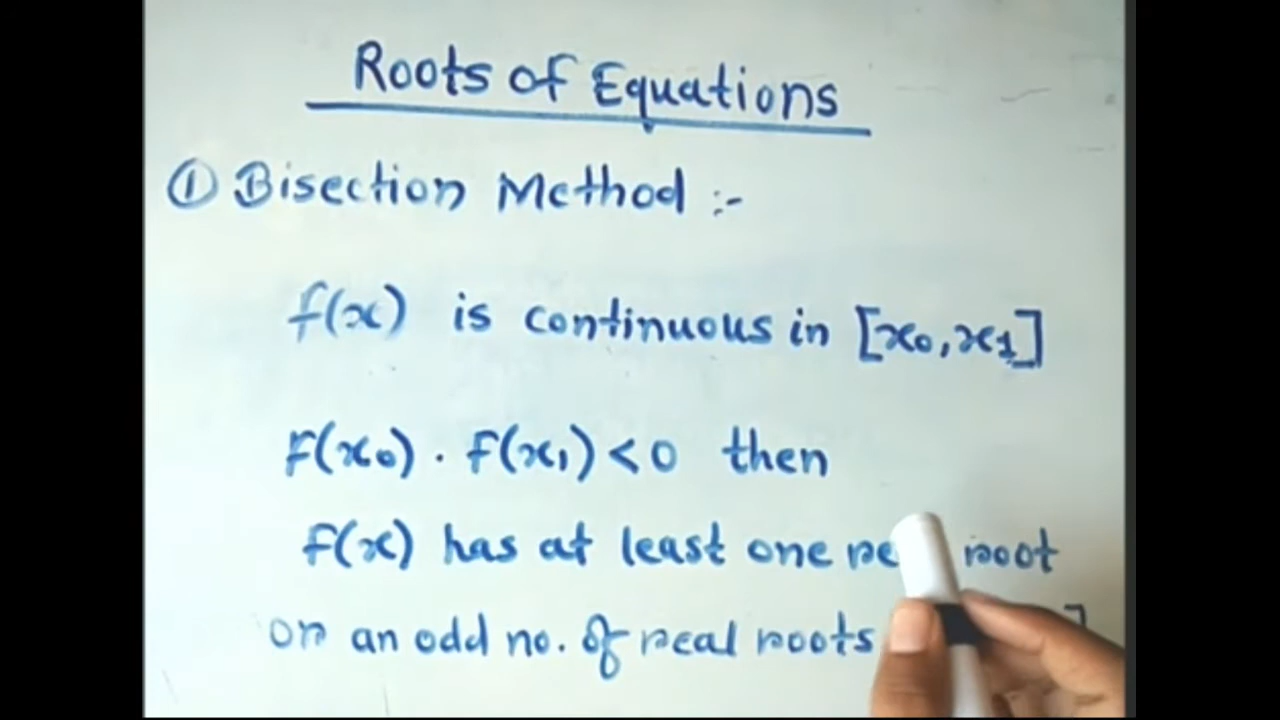 Roots of Equations
① Bisection Method :-
f(x) is continuous in [x₀, x₁]
F(x₀) · F(x₁) < 0 then
f(x) has at least one root
or an odd no. of real roots ]